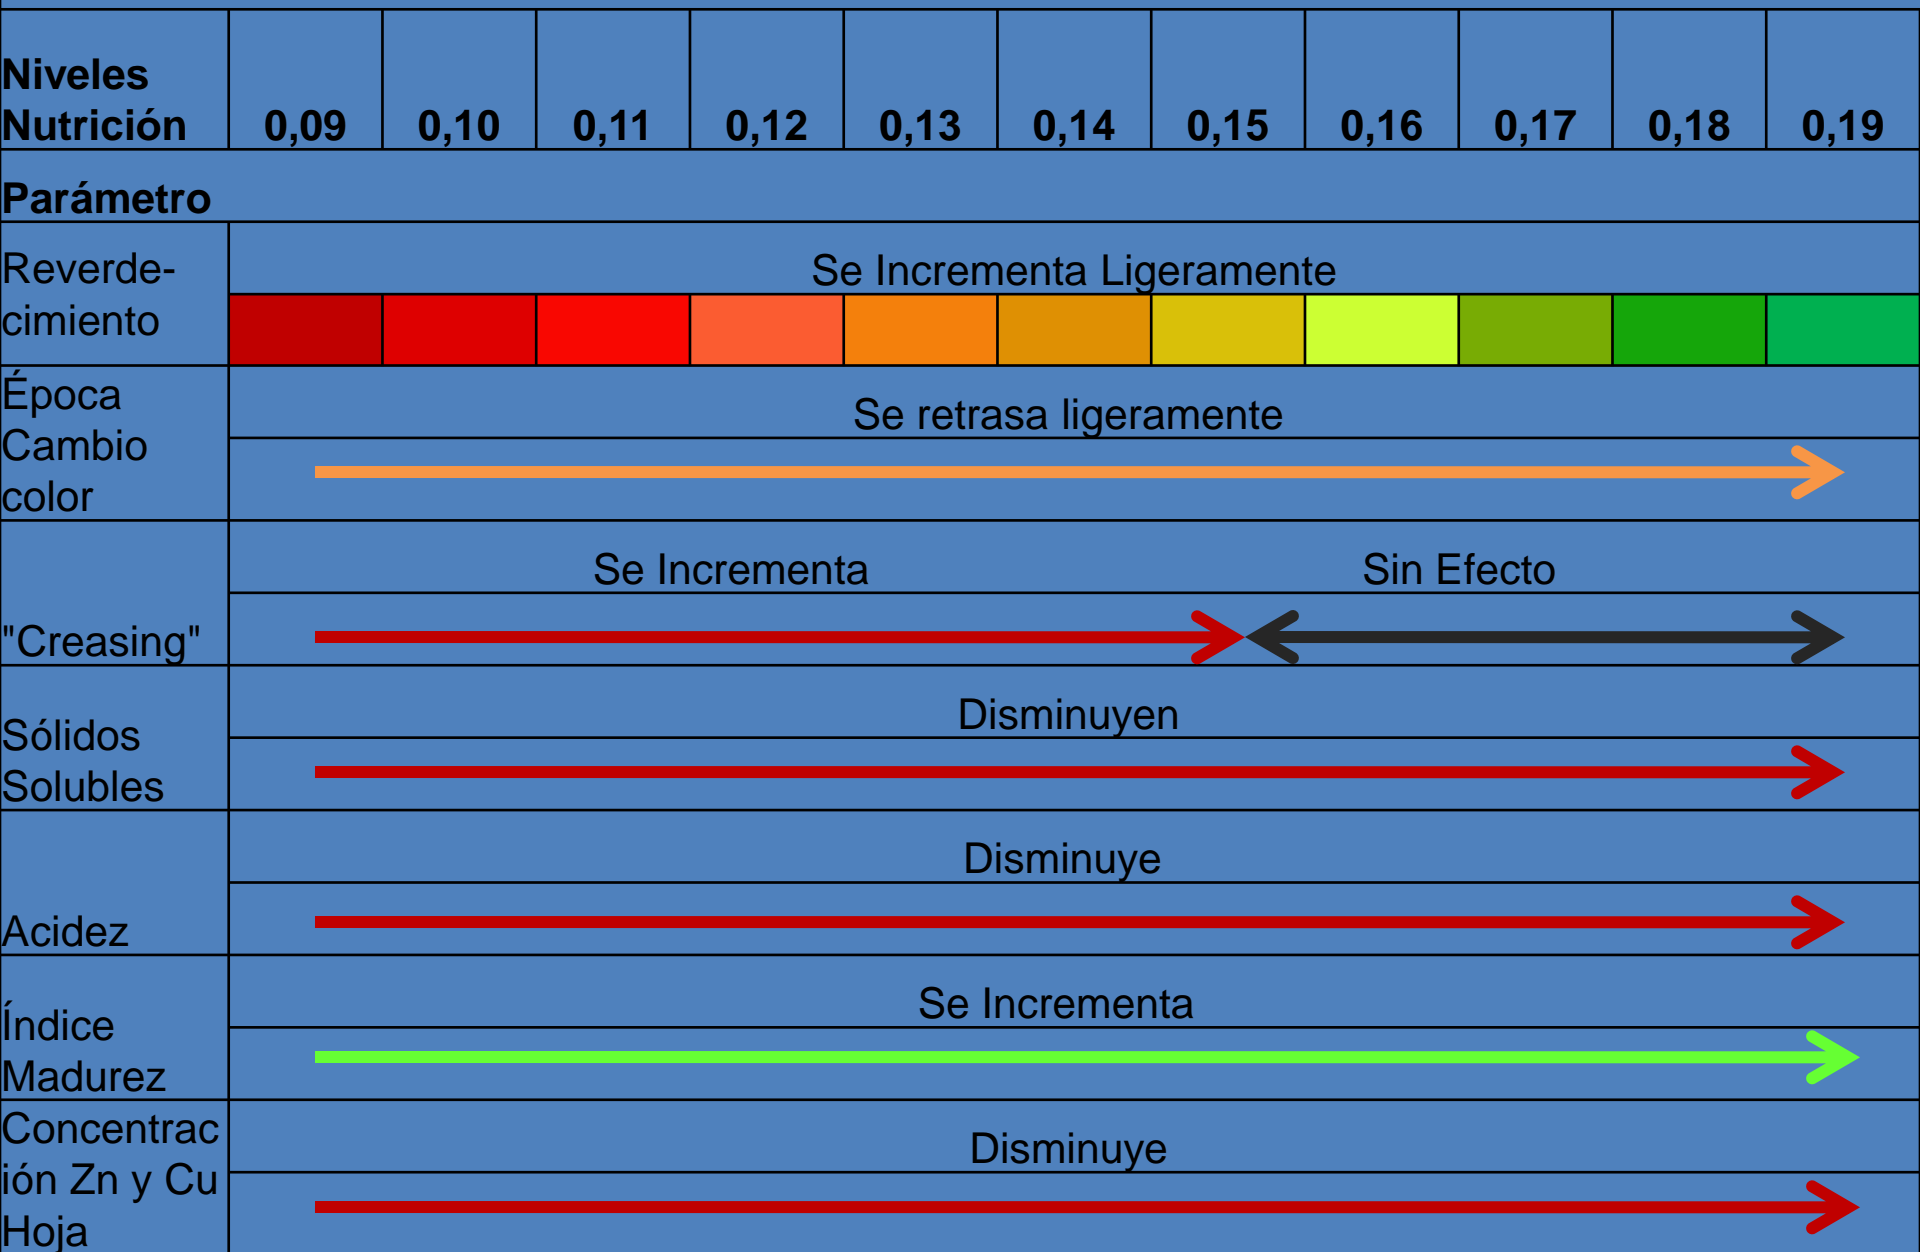 Niveles
Nutrición 0,09 0,10 0,11 0,12 0,13 0,14 0,15 0,16 0,17 0,18 0,19
Parámetro
Reverde-
cimiento
Se Incrementa Ligeramente
Época
Cambio
color
Se retrasa ligeramente
"Creasing"
Se Incrementa Sin Efecto
Sólidos
Solubles
Disminuyen
Acidez
Disminuye
Índice
Madurez
Se Incrementa
Concentrac
ión Zn y Cu
Hoja
Disminuye